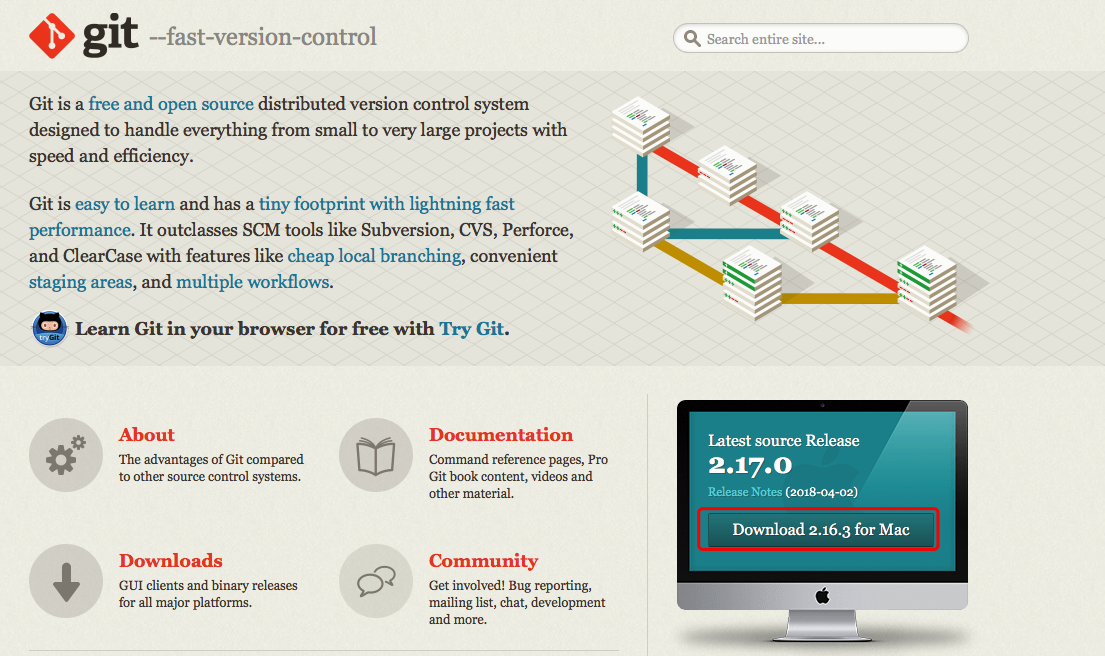 git --fast-version-control
Search entire site...
Git is a free and open source distributed version control system
designed to handle everything from small to very large projects with
speed and efficiency.
Git is easy to learn and has a tiny footprint with lightning fast
performance. It outclasses SCM tools like Subversion, CVS, Perforce,
and ClearCase with features like cheap local branching, convenient
staging areas, and multiple workflows.
tryGit
Learn Git in your browser for free with Try Git.
About
The advantages of Git compared
to other source control systems.
Documentation
Command reference pages, Pro
Git book content, videos and
other material.
Downloads
GUI clients and binary releases
for all major platforms.
Community
Get involved! Bug reporting,
mailing list, chat, development
and more.
Latest source Release
2.17.0
Release Notes (2018-04-02)
Download 2.16.3 for Mac